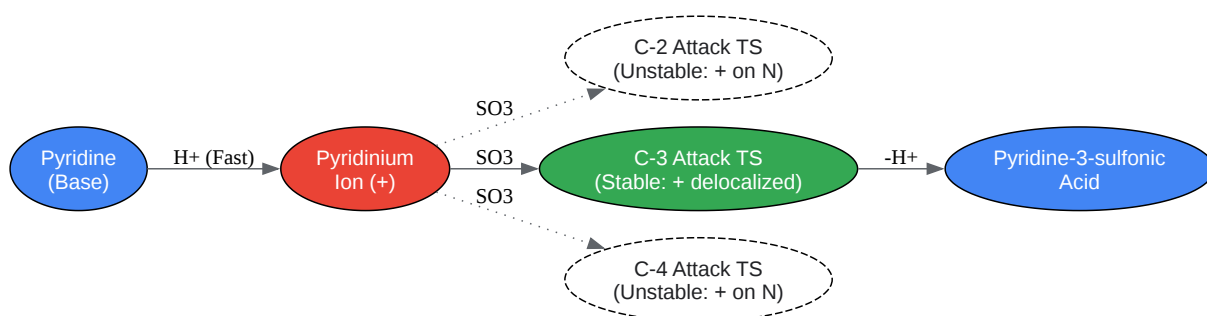 C-2 Attack TS
(Unstable: + on N)
SO3
Pyridine
(Base)
H+ (Fast)
Pyridinium
Ion (+)
SO3
C-3 Attack TS
(Stable: + delocalized)
-H+
Pyridine-3-sulfonic
Acid
SO3
C-4 Attack TS
(Unstable: + on N)